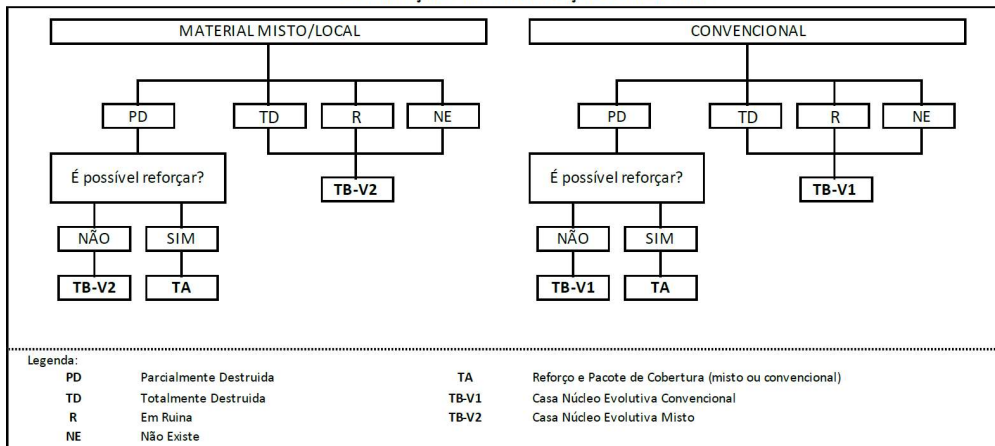 MATERIAL MISTO/LOCAL
PD
TD
R
NE
É possível reforçar?
TB-V2
NÃO
SIM
TB-V2
TA
CONVENCIONAL
PD
TD
R
NE
É possível reforçar?
TB-V1
NÃO
SIM
TB-V1
TA
Legenda:
PD Parcialmente Destruida
TD Totalmente Destruida
R Em Ruina
NE Não Existe
TA Reforço e Pacote de Cobertura (misto ou convencional)
TB-V1 Casa Núcleo Evolutiva Convencional
TB-V2 Casa Núcleo Evolutiva Misto